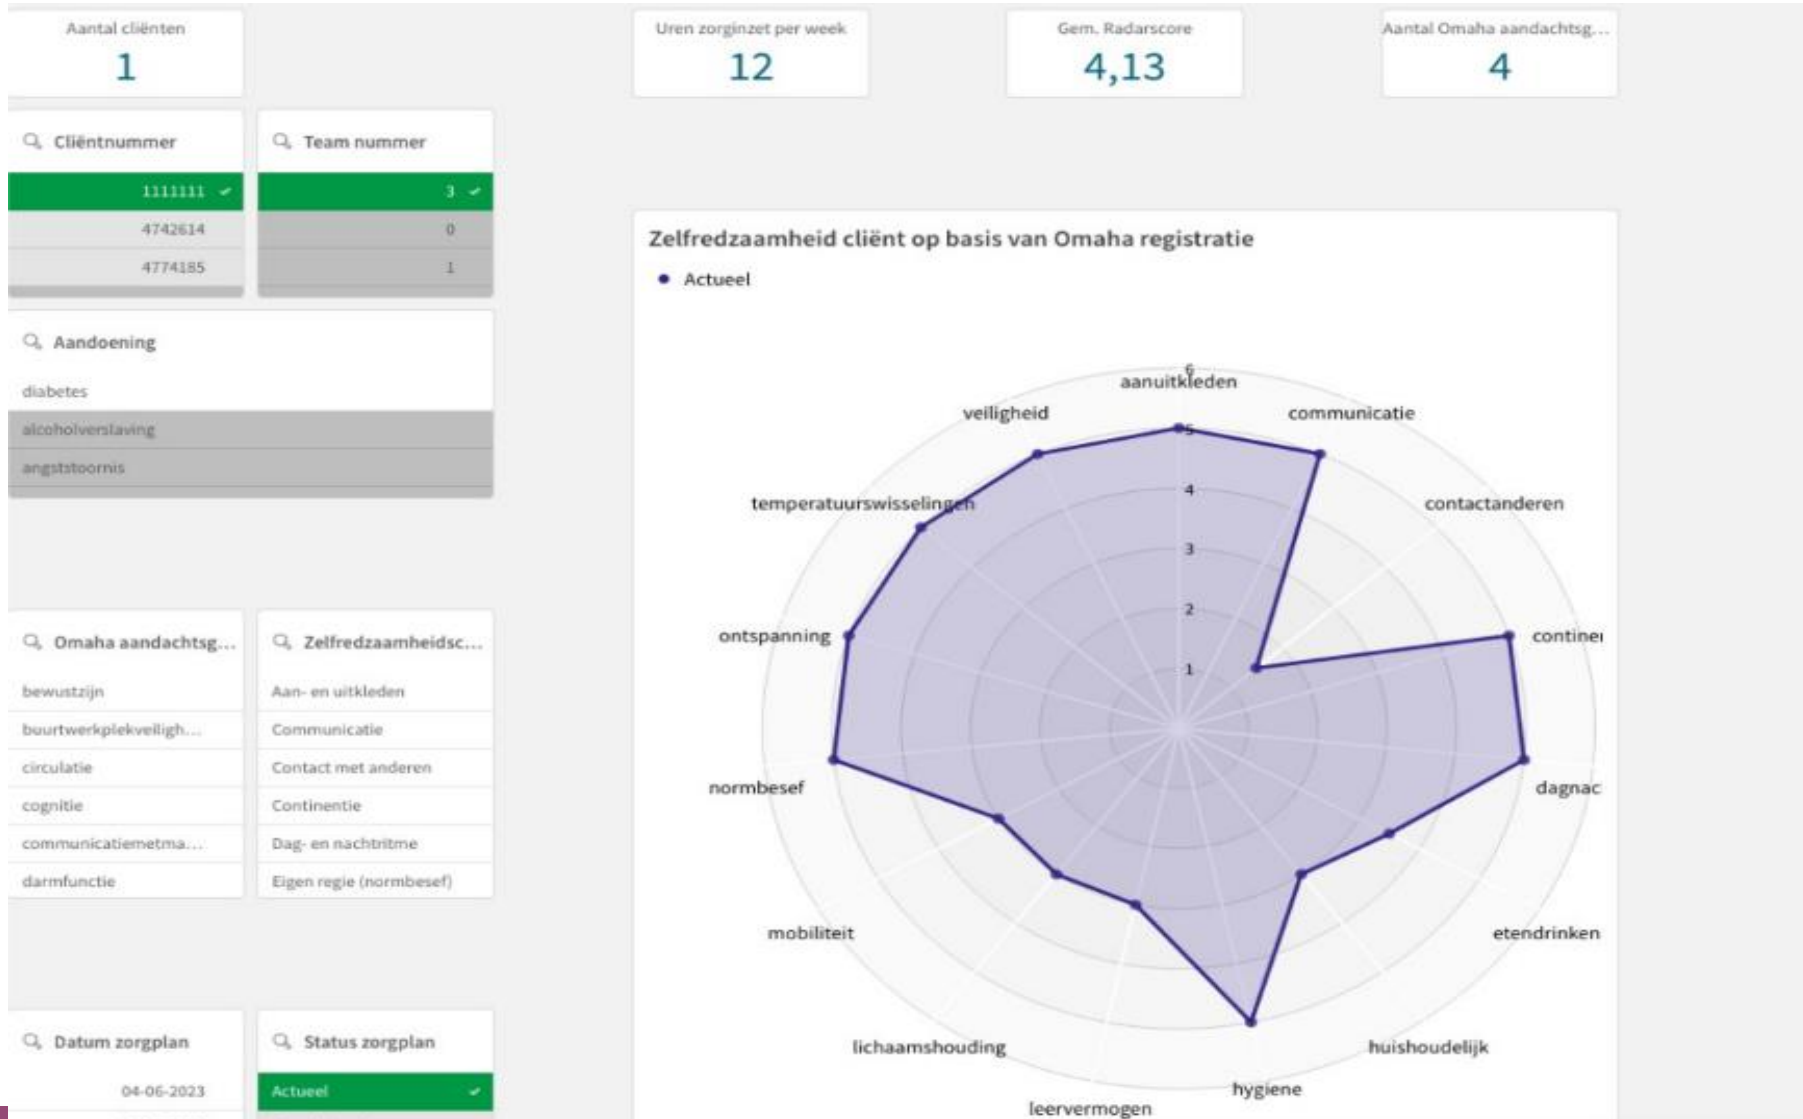 Aantal cliënten
1
Uren zorginzet per week
12
Gem. Radarscore
4,13
Aantal Omaha aandachtsg...
4
Cliëntnummer
1111111
4742614
4774185
Team nummer
3
0
1
Aandoening
diabetes
alcoholverslaving
angststoornis
Omaha aandachtsg...
bewustzijn
buurtwerkplekveiligh...
circulatie
cognitie
communicatiemetma...
darmfunctie
Zelfredzaamheidsc...
Aan- en uitkleden
Communicatie
Contact met anderen
Continentie
Dag- en nachtritme
Eigen regie (normbesef)
Datum zorgplan
04-06-2023
Status zorgplan
Actueel
Zelfredzaamheid cliënt op basis van Omaha registratie
Actueel
6
aanuitkleden
veiligheid
communicatie
5
4
temperatuurswisselingen
contactanderen
3
2
ontspanning
continer
1
normbesef
dagnac
mobiliteit
etendrinken
lichaamshouding
huishoudelijk
hygiene
leervermogen